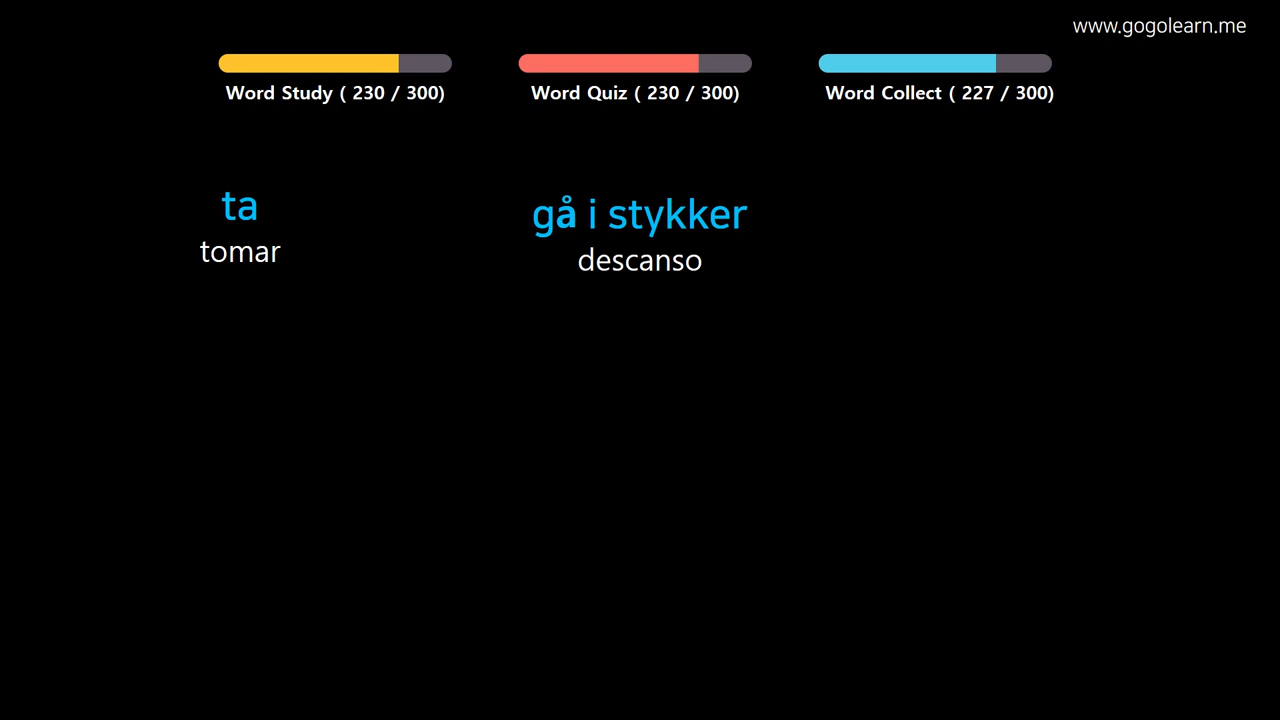 www.gogolearn.me
Word Study ( 230 / 300)
Word Quiz ( 230 / 300)
Word Collect ( 227 / 300)
ta
tomar
gå i stykker
descanso